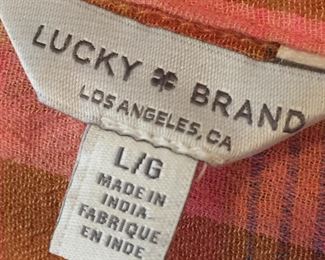 LUCKY BRAND
LOS ANGELES, CA
L/G
MADE IN
INDIA
FABRIQUE
EN INDE